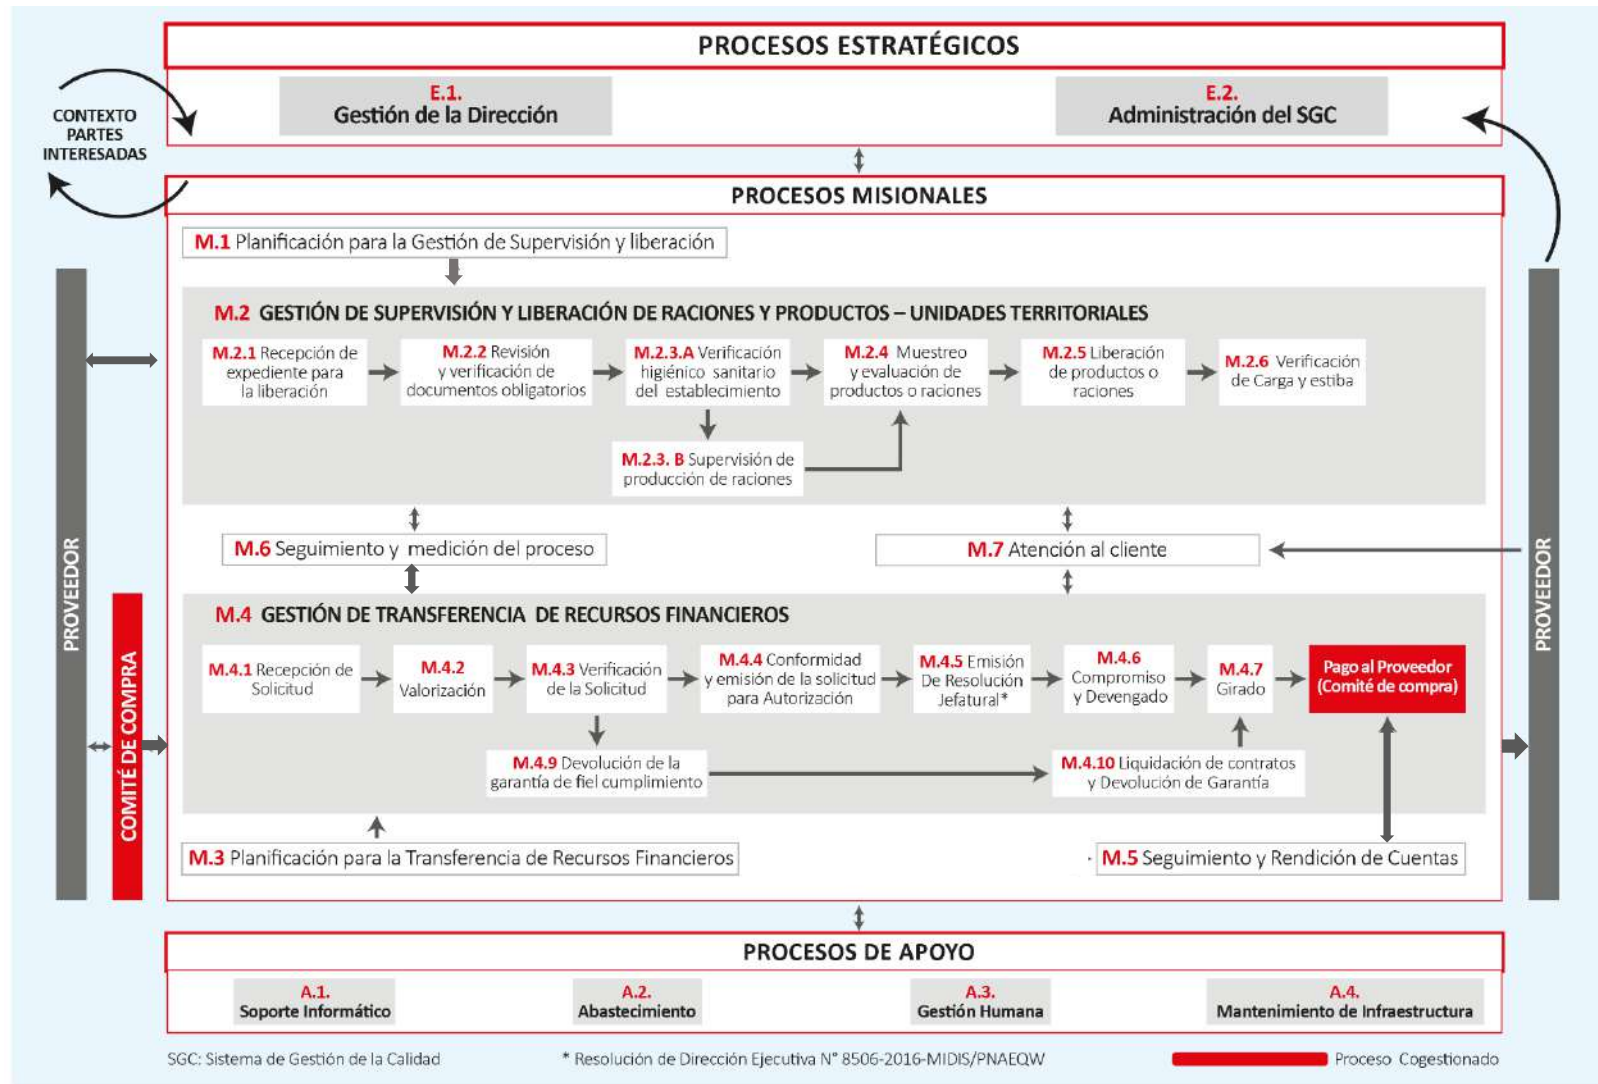 PROCESOS ESTRATÉGICOS
E.1.
Gestión de la Dirección
E.2.
Administración del SGC
CONTEXTO
PARTES
INTERESADAS
PROCESOS MISIONALES
M.1 Planificación para la Gestión de Supervisión y liberación
M.2 GESTIÓN DE SUPERVISIÓN Y LIBERACIÓN DE RACIONES Y PRODUCTOS – UNIDADES TERRITORIALES
M.2.1 Recepción de
expediente para
la liberación
M.2.2 Revisión
y verificación de
documentos obligatorios
M.2.3.A Verificación
higiénico sanitario
del establecimiento
M.2.4 Muestreo
y evaluación de
productos o raciones
M.2.5 Liberación
de productos o
raciones
M.2.6 Verificación
de Carga y estiba
M.2.3. B Supervisión de
producción de raciones
M.6 Seguimiento y medición del proceso
M.7 Atención al cliente
PROVEEDOR
COMITÉ DE COMPRA
PROVEEDOR
M.4 GESTIÓN DE TRANSFERENCIA DE RECURSOS FINANCIEROS
M.4.1 Recepción de
Solicitud
M.4.2
Valorización
M.4.3 Verificación
de la Solicitud
M.4.4 Conformidad
y emisión de la solicitud
para Autorización
M.4.5 Emisión
De Resolución
Jefatural*
M.4.6
Compromiso
y Devengado
M.4.7
Girado
Pago al Proveedor
(Comité de compra)
M.4.9 Devolución de la
garantía de fiel cumplimiento
M.4.10 Liquidación de contratos
y Devolución de Garantía
M.3 Planificación para la Transferencia de Recursos Financieros
M.5 Seguimiento y Rendición de Cuentas
PROCESOS DE APOYO
A.1.
Soporte Informático
A.2.
Abastecimiento
A.3.
Gestión Humana
A.4.
Mantenimiento de Infraestructura
SGC: Sistema de Gestión de la Calidad
* Resolución de Dirección Ejecutiva N° 8506-2016-MIDIS/PNAEQW
Proceso Cogestionado